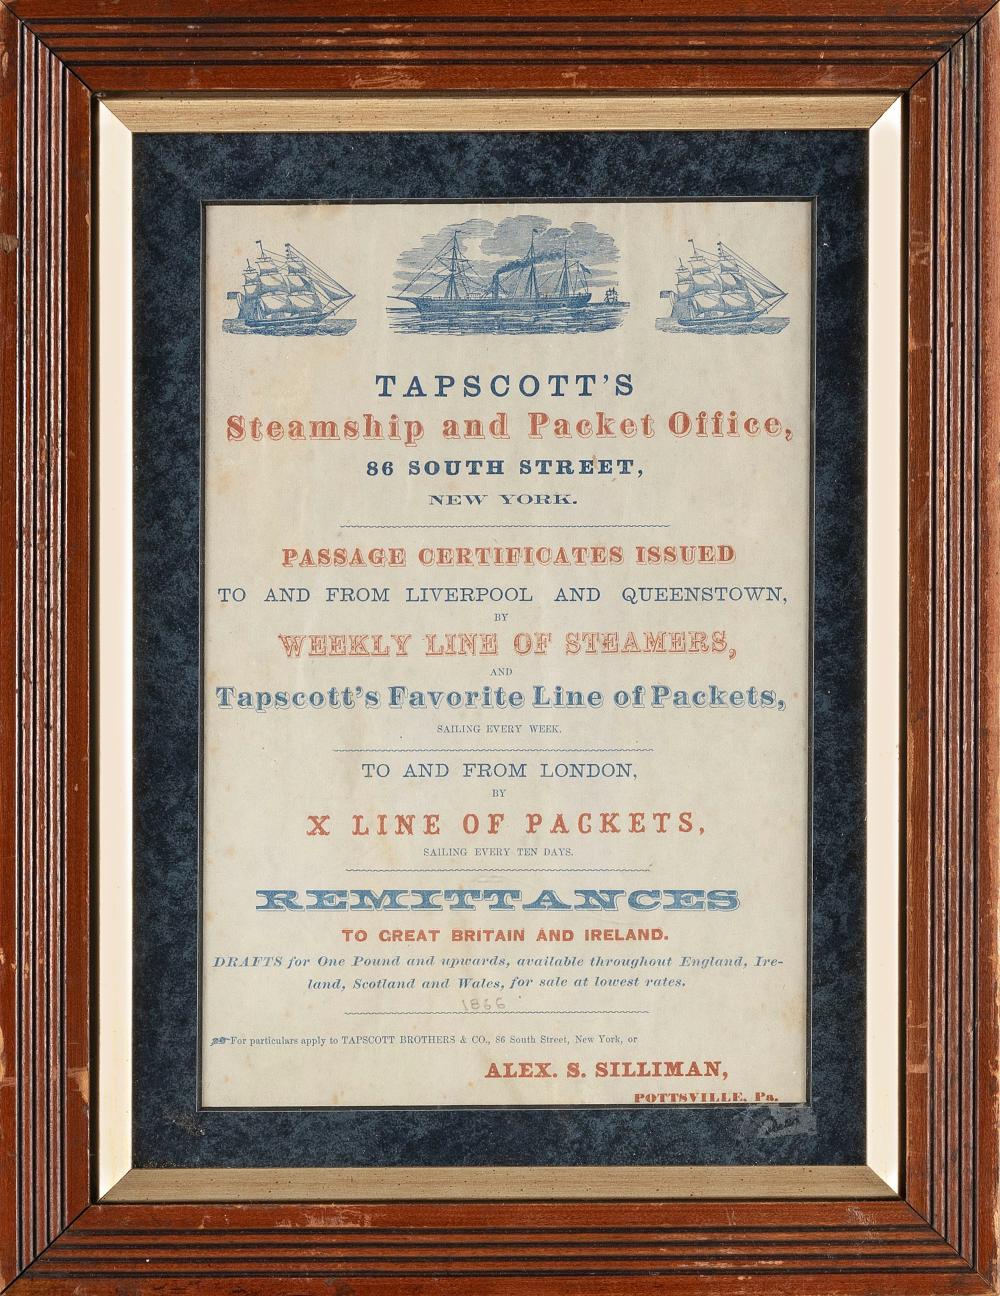 TAPSCOTT'S
Steamship and Packet Office,
86 SOUTH STREET,
NEW YORK.
PASSAGE CERTIFICATES ISSUED
TO AND FROM LIVERPOOL AND QUEENSTOWN,
BY
WEEKLY LINE OF STEAMERS,
AND
Tapscott's Favorite Line of Packets,
SAILING EVERY WEEK.
TO AND FROM LONDON,
BY
X LINE OF PACKETS,
SAILING EVERY TEN DAYS.
REMITTANCES
TO GREAT BRITAIN AND IRELAND.
DRAFTS for One Pound and upwards, available throughout England, Ire-
land, Scotland and Wales, for sale at lowest rates.
1866
For particulars apply to TAPSCOTT BROTHERS & CO., 86 South Street, New York, or
ALEX. S. SILLIMAN,
POTTSVILLE, Pa.